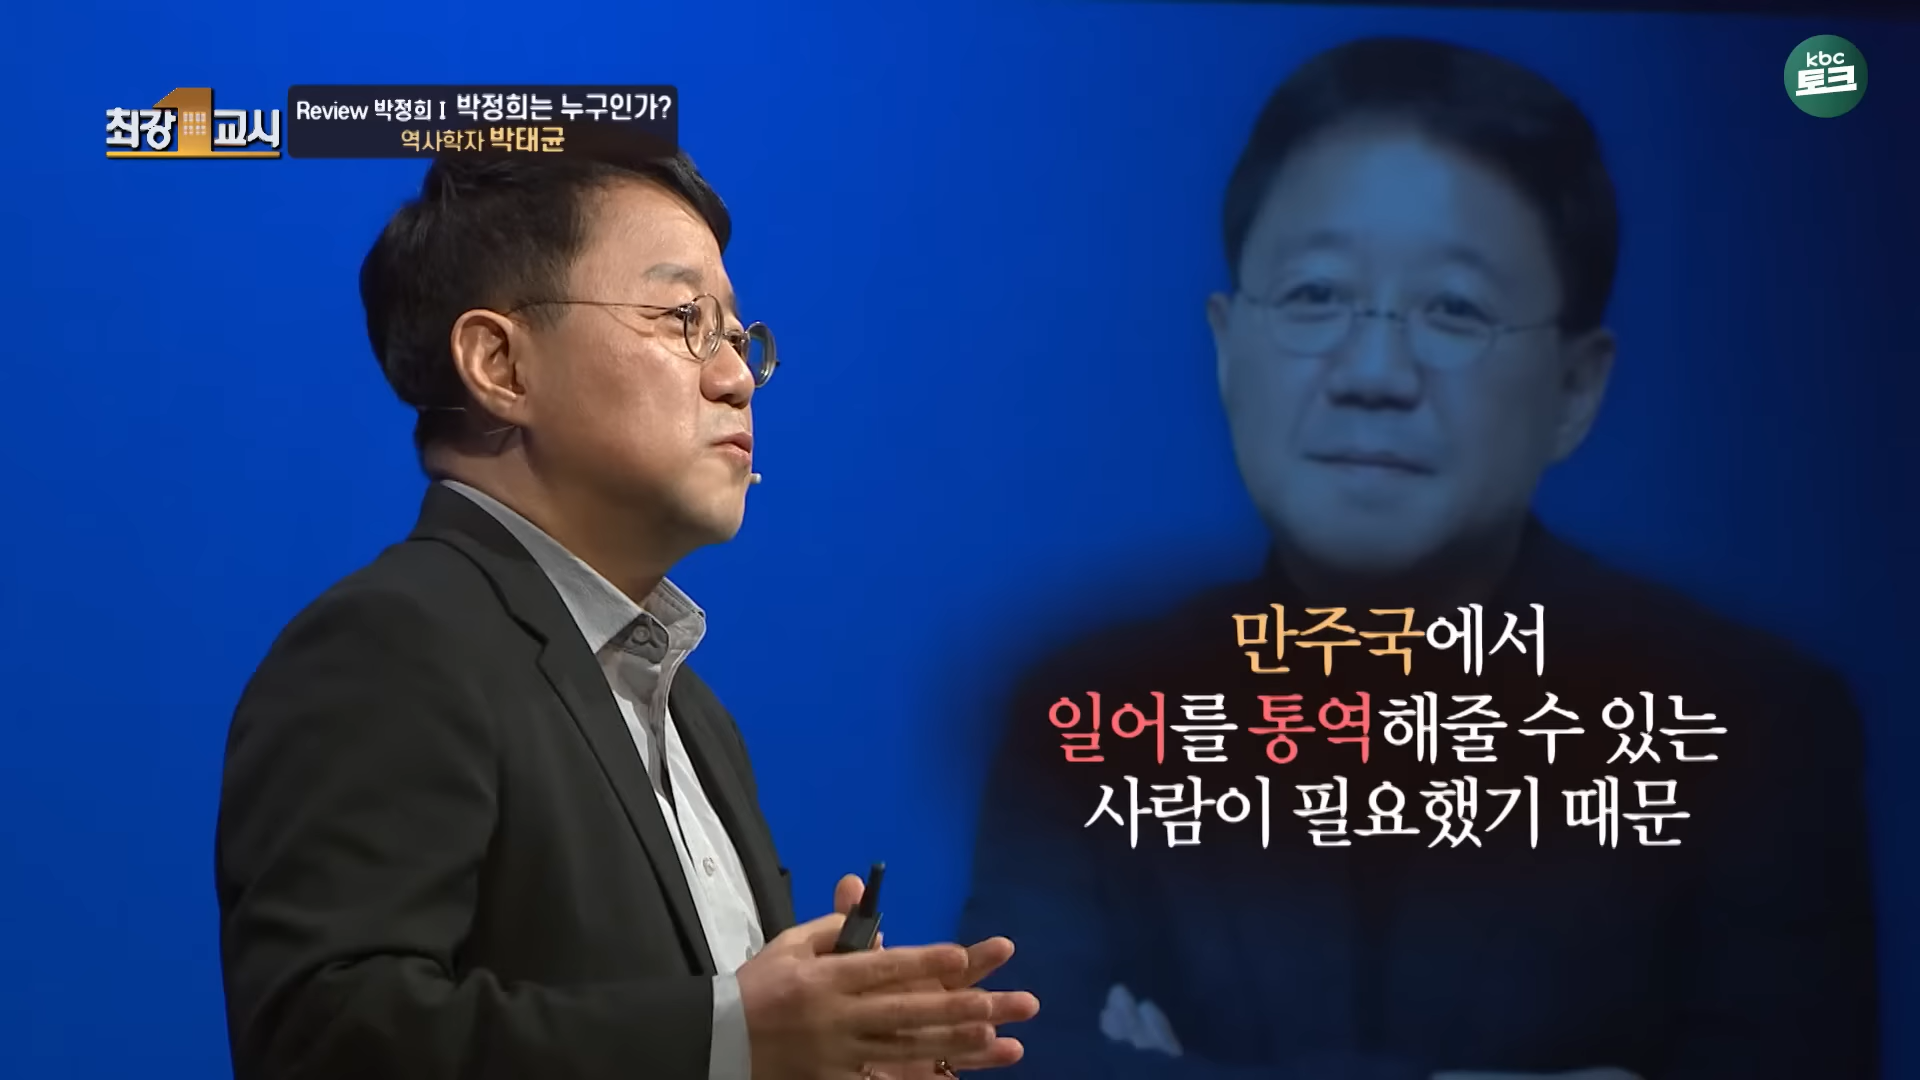 최강1교시
Review 박정희 I 박정희는 누구인가?
역사학자 박태균
kbc
토크
만주국에서
일어를 통역해줄 수 있는
사람이 필요했기 때문